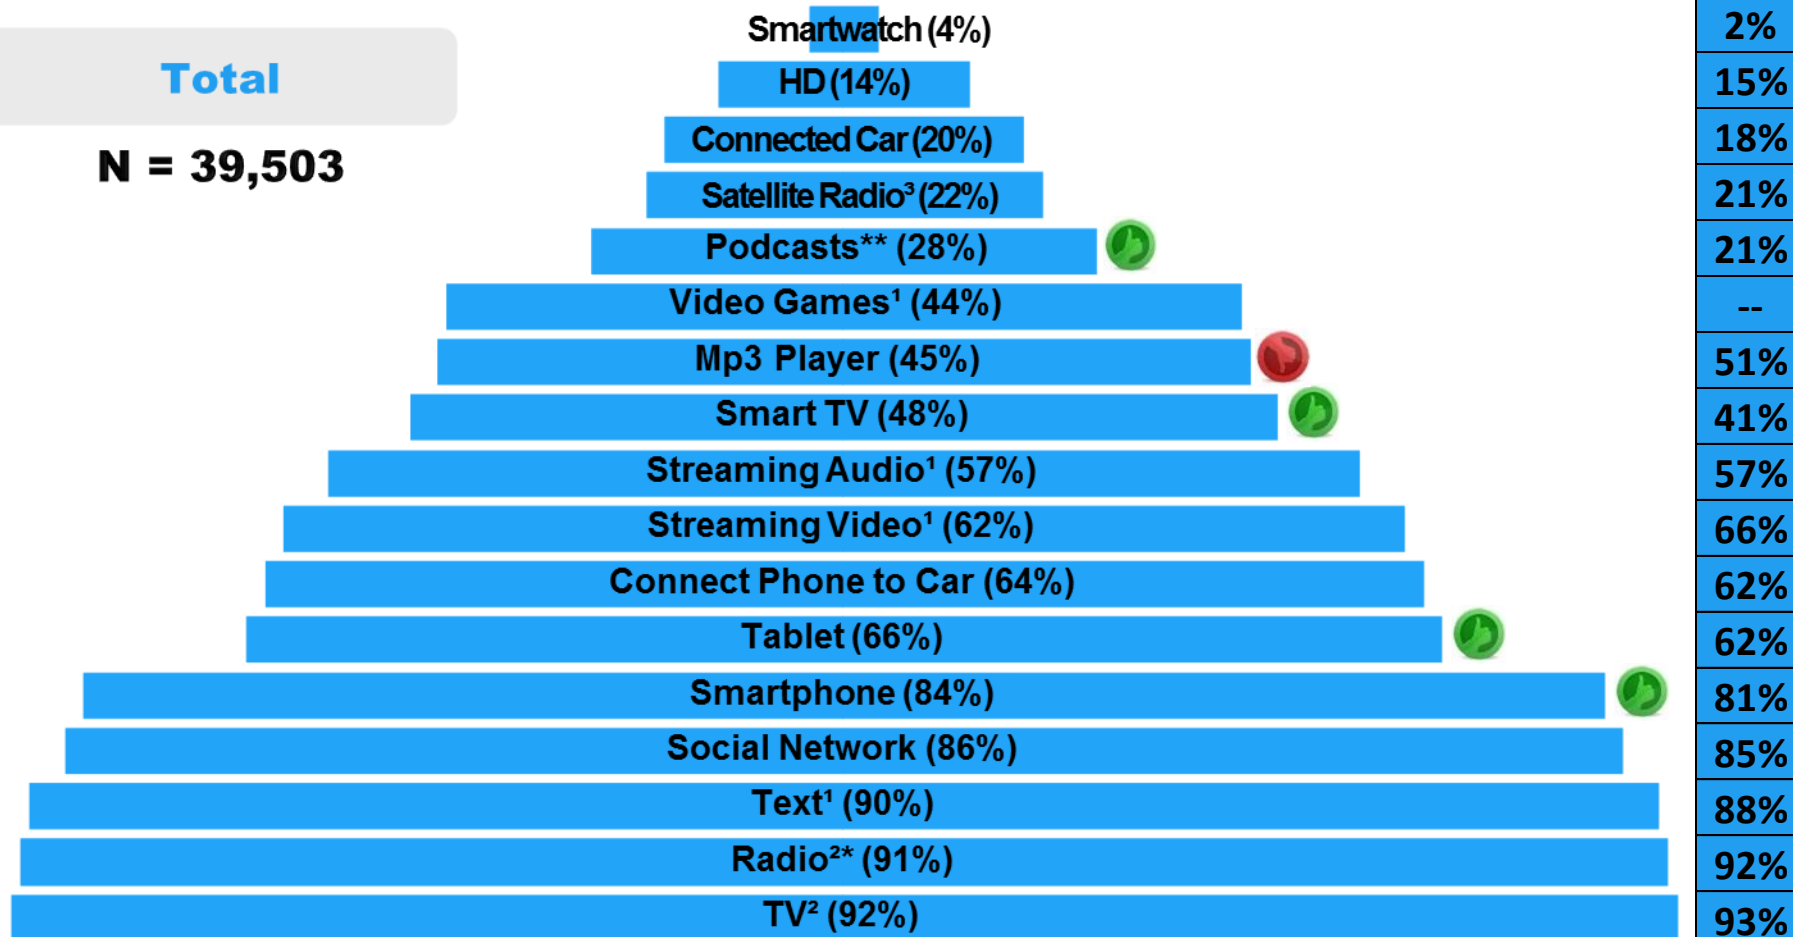 Smartwatch (4%) 2%
Total
HD (14%) 15%
Connected Car (20%) 18%
N = 39,503
Satellite Radio³ (22%) 21%
Podcasts** (28%) 21%
Video Games¹ (44%) --
Mp3 Player (45%) 51%
Smart TV (48%) 41%
Streaming Audio¹ (57%) 57%
Streaming Video¹ (62%) 66%
Connect Phone to Car (64%) 62%
Tablet (66%) 62%
Smartphone (84%) 81%
Social Network (86%) 85%
Text¹ (90%) 88%
Radio²* (91%) 92%
TV² (92%) 93%